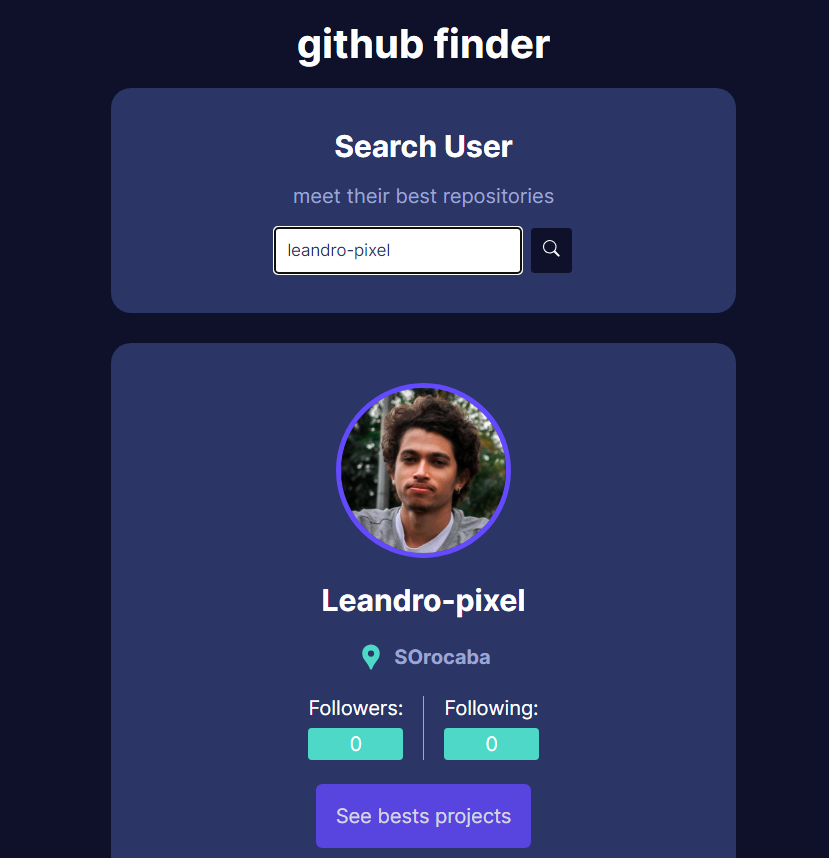 github finder
Search User
meet their best repositories
leandro-pixel
Leandro-pixel
SOrocaba
Followers: Following:
0 0
See bests projects